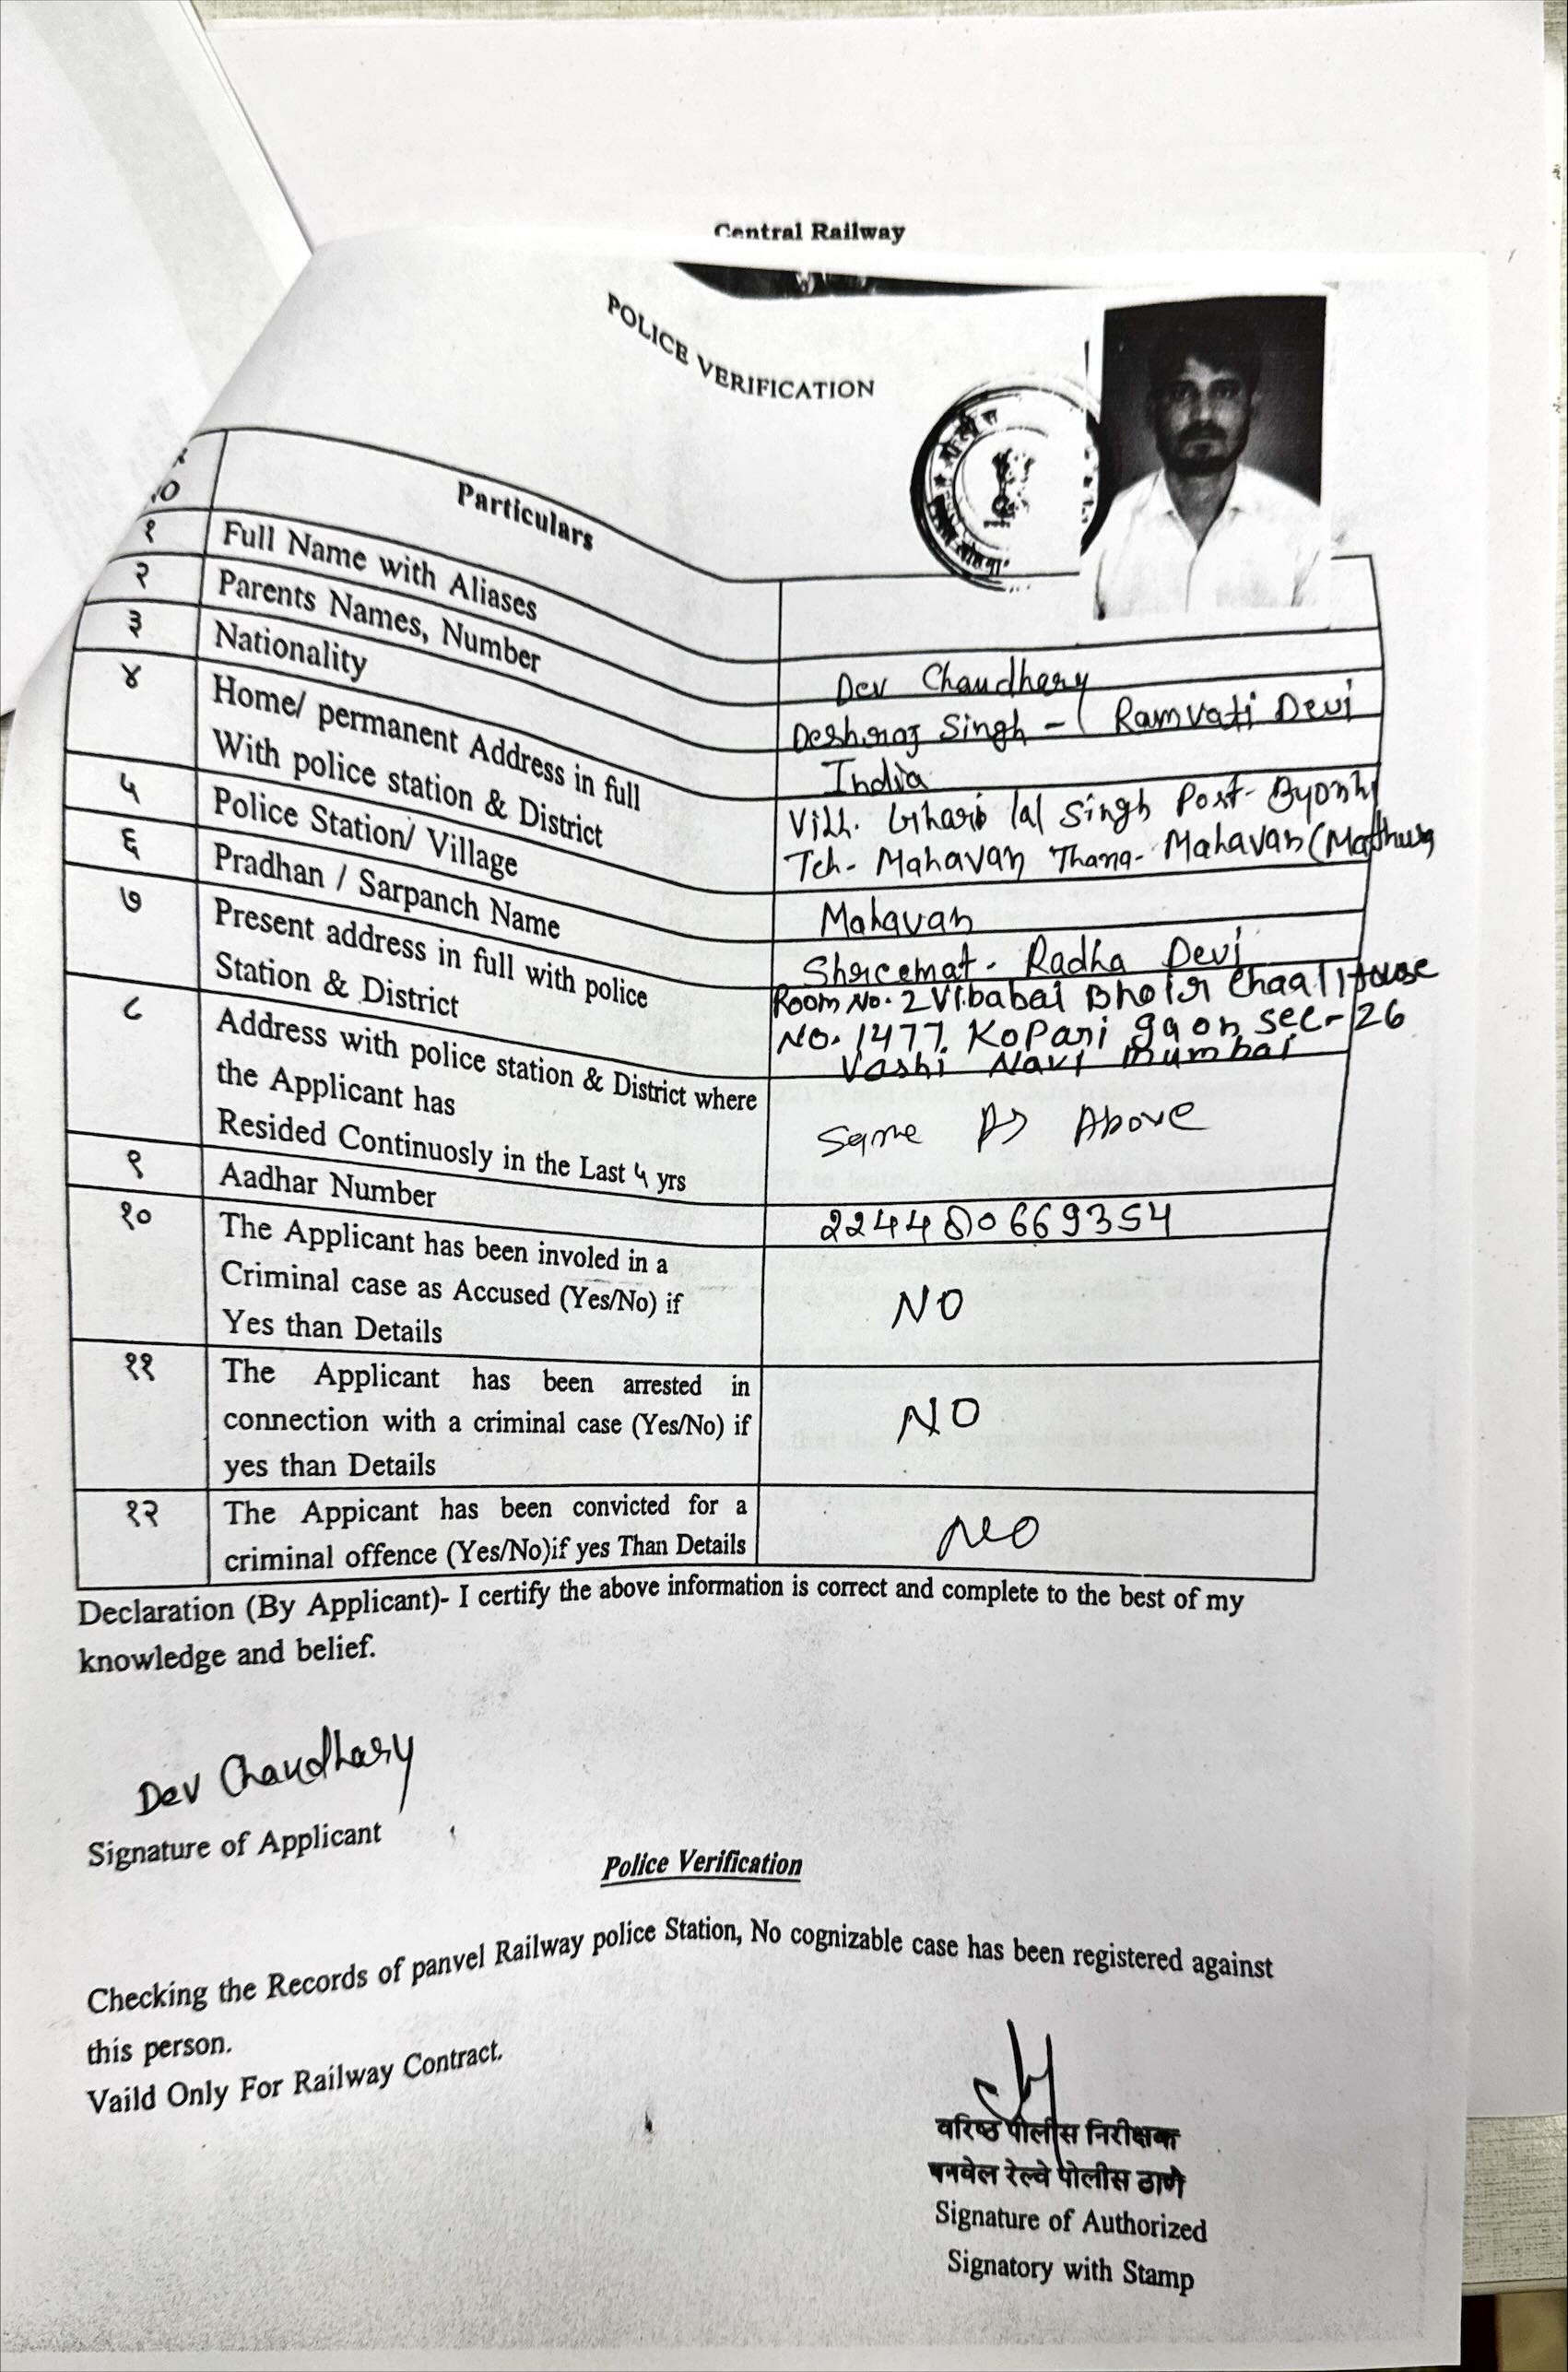 Central Railway
POLICE VERIFICATION
Particulars
१ Full Name with Aliases Dev Chaudhary
२ Parents Names, Number Deshraj Singh - Ramvati Devi
३ Nationality India
४ Home/ permanent Address in full Vill. lal Singh Post-
With police station & District Teh- Mahavan Thana- Mahavan (Mathura
५ Police Station/ Village Mahavan
६ Pradhan / Sarpanch Name Shreemat. Radha Devi
७ Present address in full with police Room No. 2 Vibabai Bhoir Chaal House
Station & District No. 1477 Kopari gaon sec-26
Vashi Navi mumbai
८ Address with police station & District where
the Applicant has Same As Above
Resided Continuosly in the Last ५ yrs
९ Aadhar Number
१० The Applicant has been involed in a
Criminal case as Accused (Yes/No) if NO
Yes than Details
११ The Applicant has been arrested in
connection with a criminal case (Yes/No) if NO
yes than Details
१२ The Appicant has been convicted for a
criminal offence (Yes/No)if yes Than Details NO
Declaration (By Applicant)- I certify the above information is correct and complete to the best of my
knowledge and belief.
Dev Chaudhary
Signature of Applicant
Police Verification
Checking the Records of panvel Railway police Station, No cognizable case has been registered against
this person.
Vaild Only For Railway Contract.
वरिष्ठ पोलीस निरीक्षक
पनवेल रेल्वे पोलीस ठाणे
Signature of Authorized
Signatory with Stamp